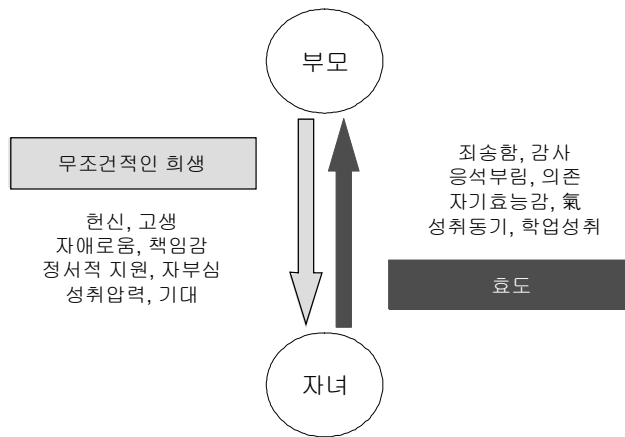 부모
무조건적인 희생
헌신, 고생
자애로움, 책임감
정서적 지원, 자부심
성취압력, 기대
죄송함, 감사
응석부림, 의존
자기효능감, 氣
성취동기, 학업성취
효도
자녀